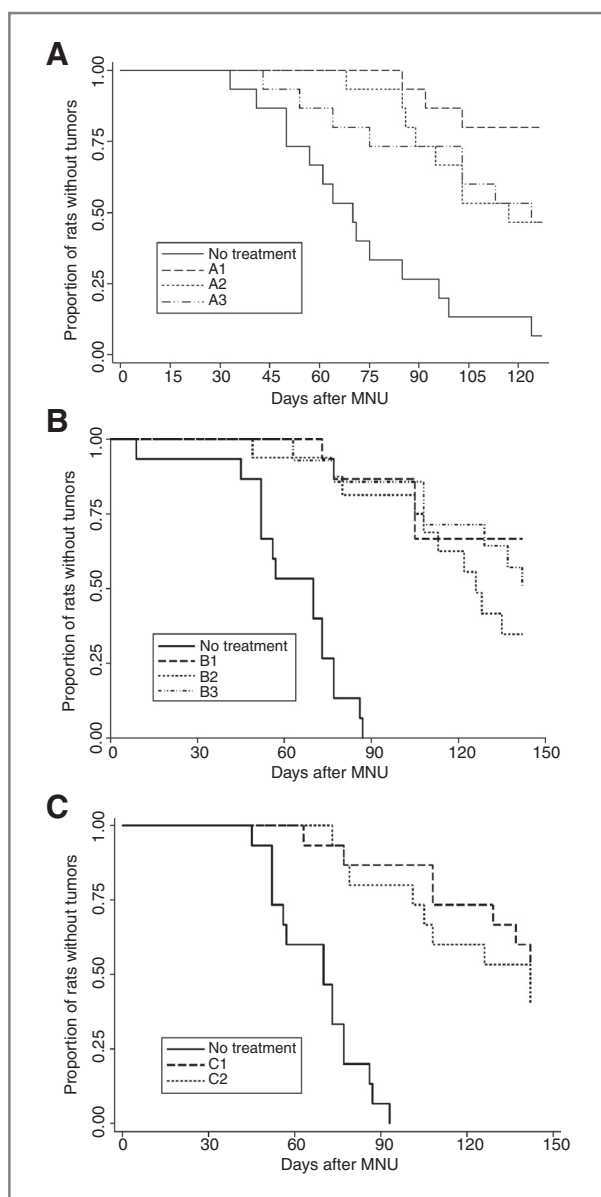 A
Proportion of rats without tumors
1.00
0.75
0.50
0.25
0.00
No treatment
A1
A2
A3
0 15 30 45 60 75 90 105 120
Days after MNU
B
Proportion of rats without tumors
1.00
0.75
0.50
0.25
0.00
No treatment
B1
B2
B3
0 30 60 90 120 150
Days after MNU
C
Proportion of rats without tumors
1.00
0.75
0.50
0.25
0.00
No treatment
C1
C2
0 30 60 90 120 150
Days after MNU